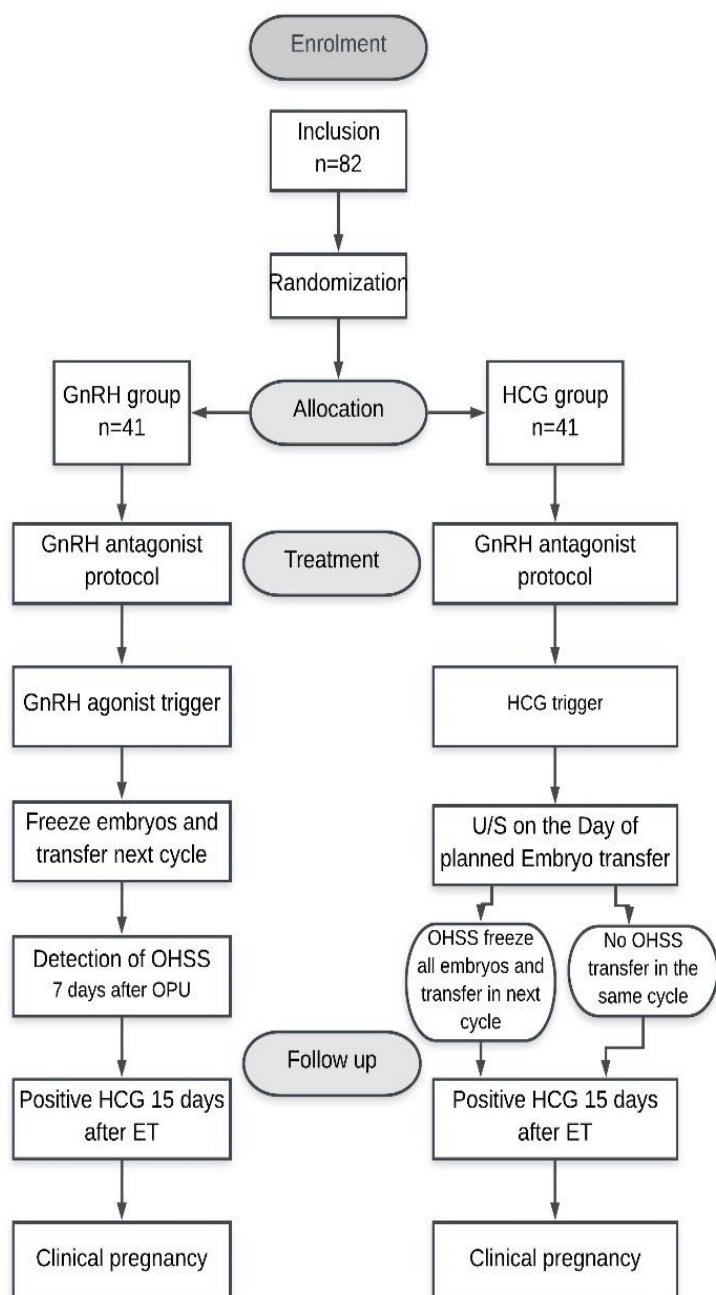 Enrolment
Inclusion
n=82
Randomization
GnRH group
n=41
Allocation
HCG group
n=41
GnRH antagonist
protocol
Treatment
GnRH antagonist
protocol
GnRH agonist trigger
HCG trigger
Freeze embryos and
transfer next cycle
U/S on the Day of
planned Embryo transfer
Detection of OHSS
7 days after OPU
OHSS freeze
all embryos and
transfer in next
cycle
No OHSS
transfer in the
same cycle
Follow up
Positive HCG 15 days
after ET
Positive HCG 15 days
after ET
Clinical pregnancy
Clinical pregnancy